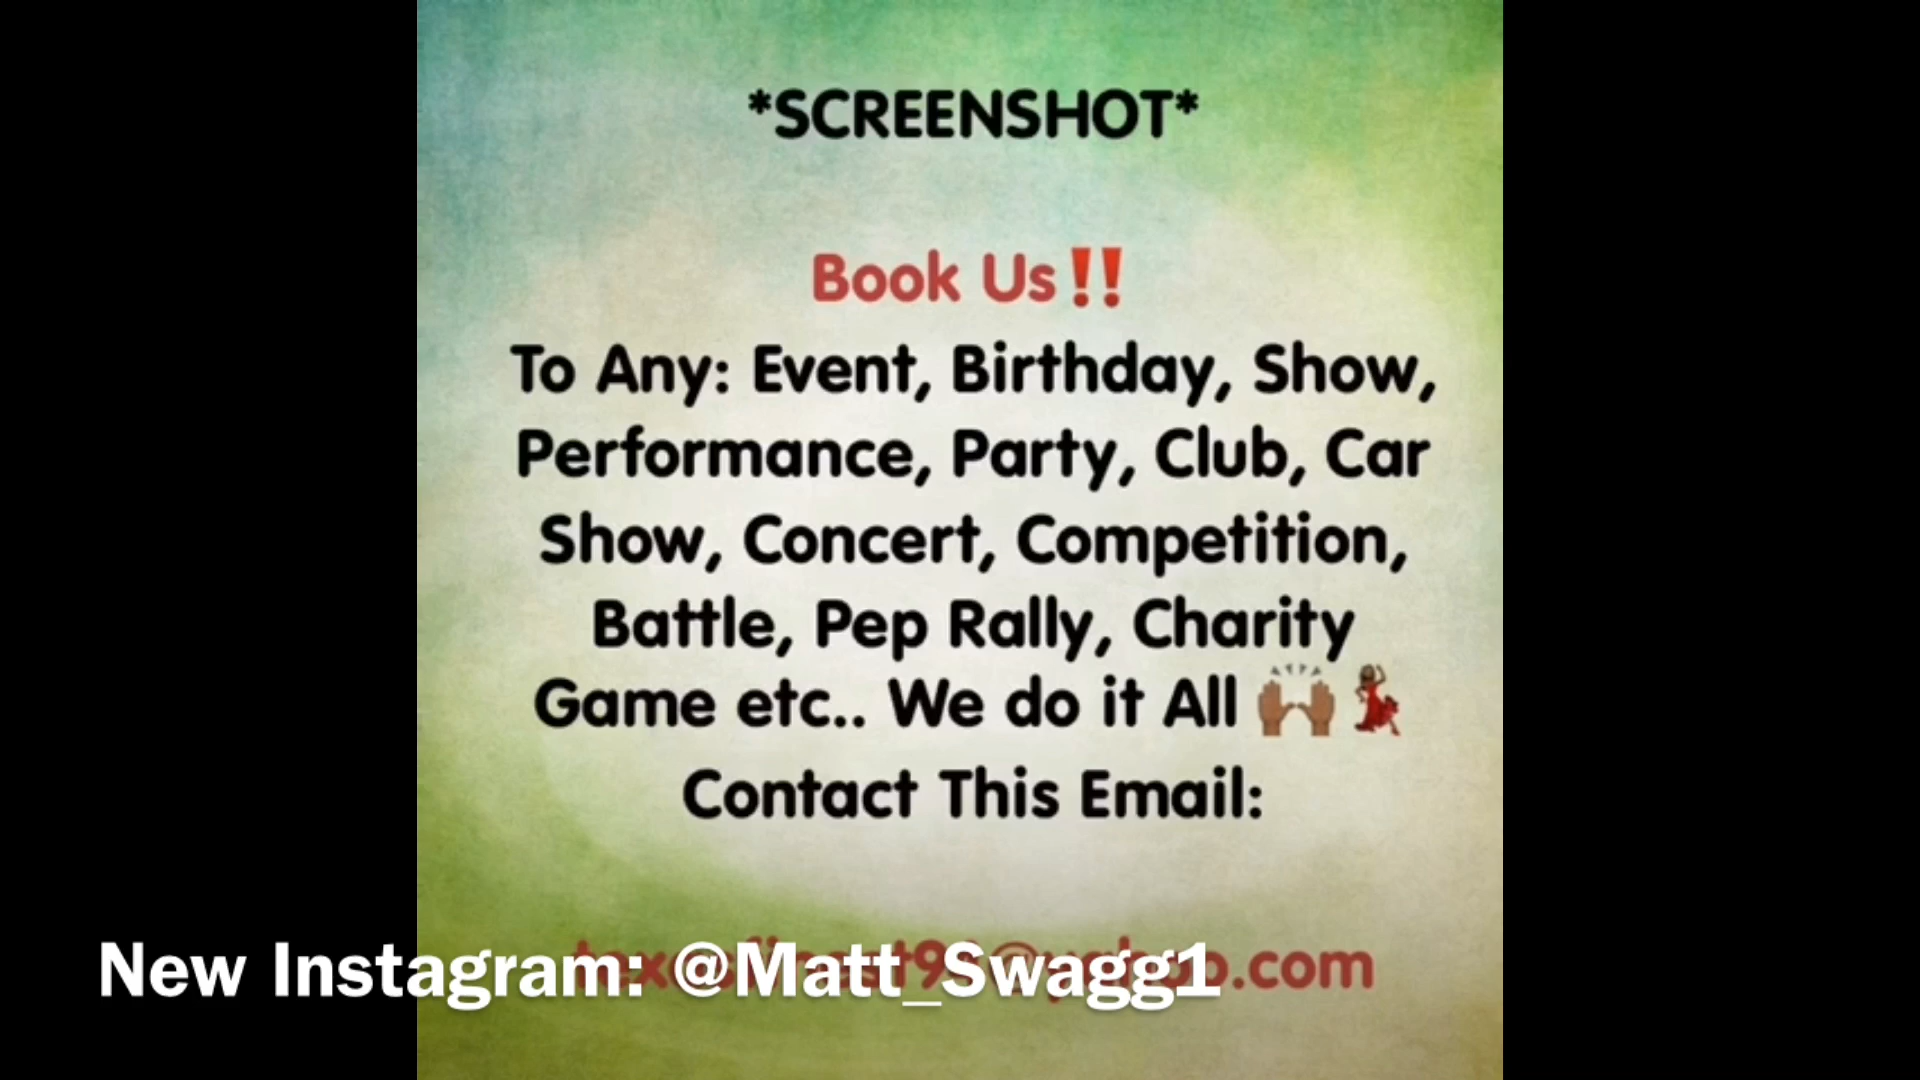 *SCREENSHOT*
Book Us‼️
To Any: Event, Birthday, Show,
Performance, Party, Club, Car
Show, Concert, Competition,
Battle, Pep Rally, Charity
Game etc.. We do it All 🙌🏾💃🏾
Contact This Email:
New Instagram: @Matt_Swagg1